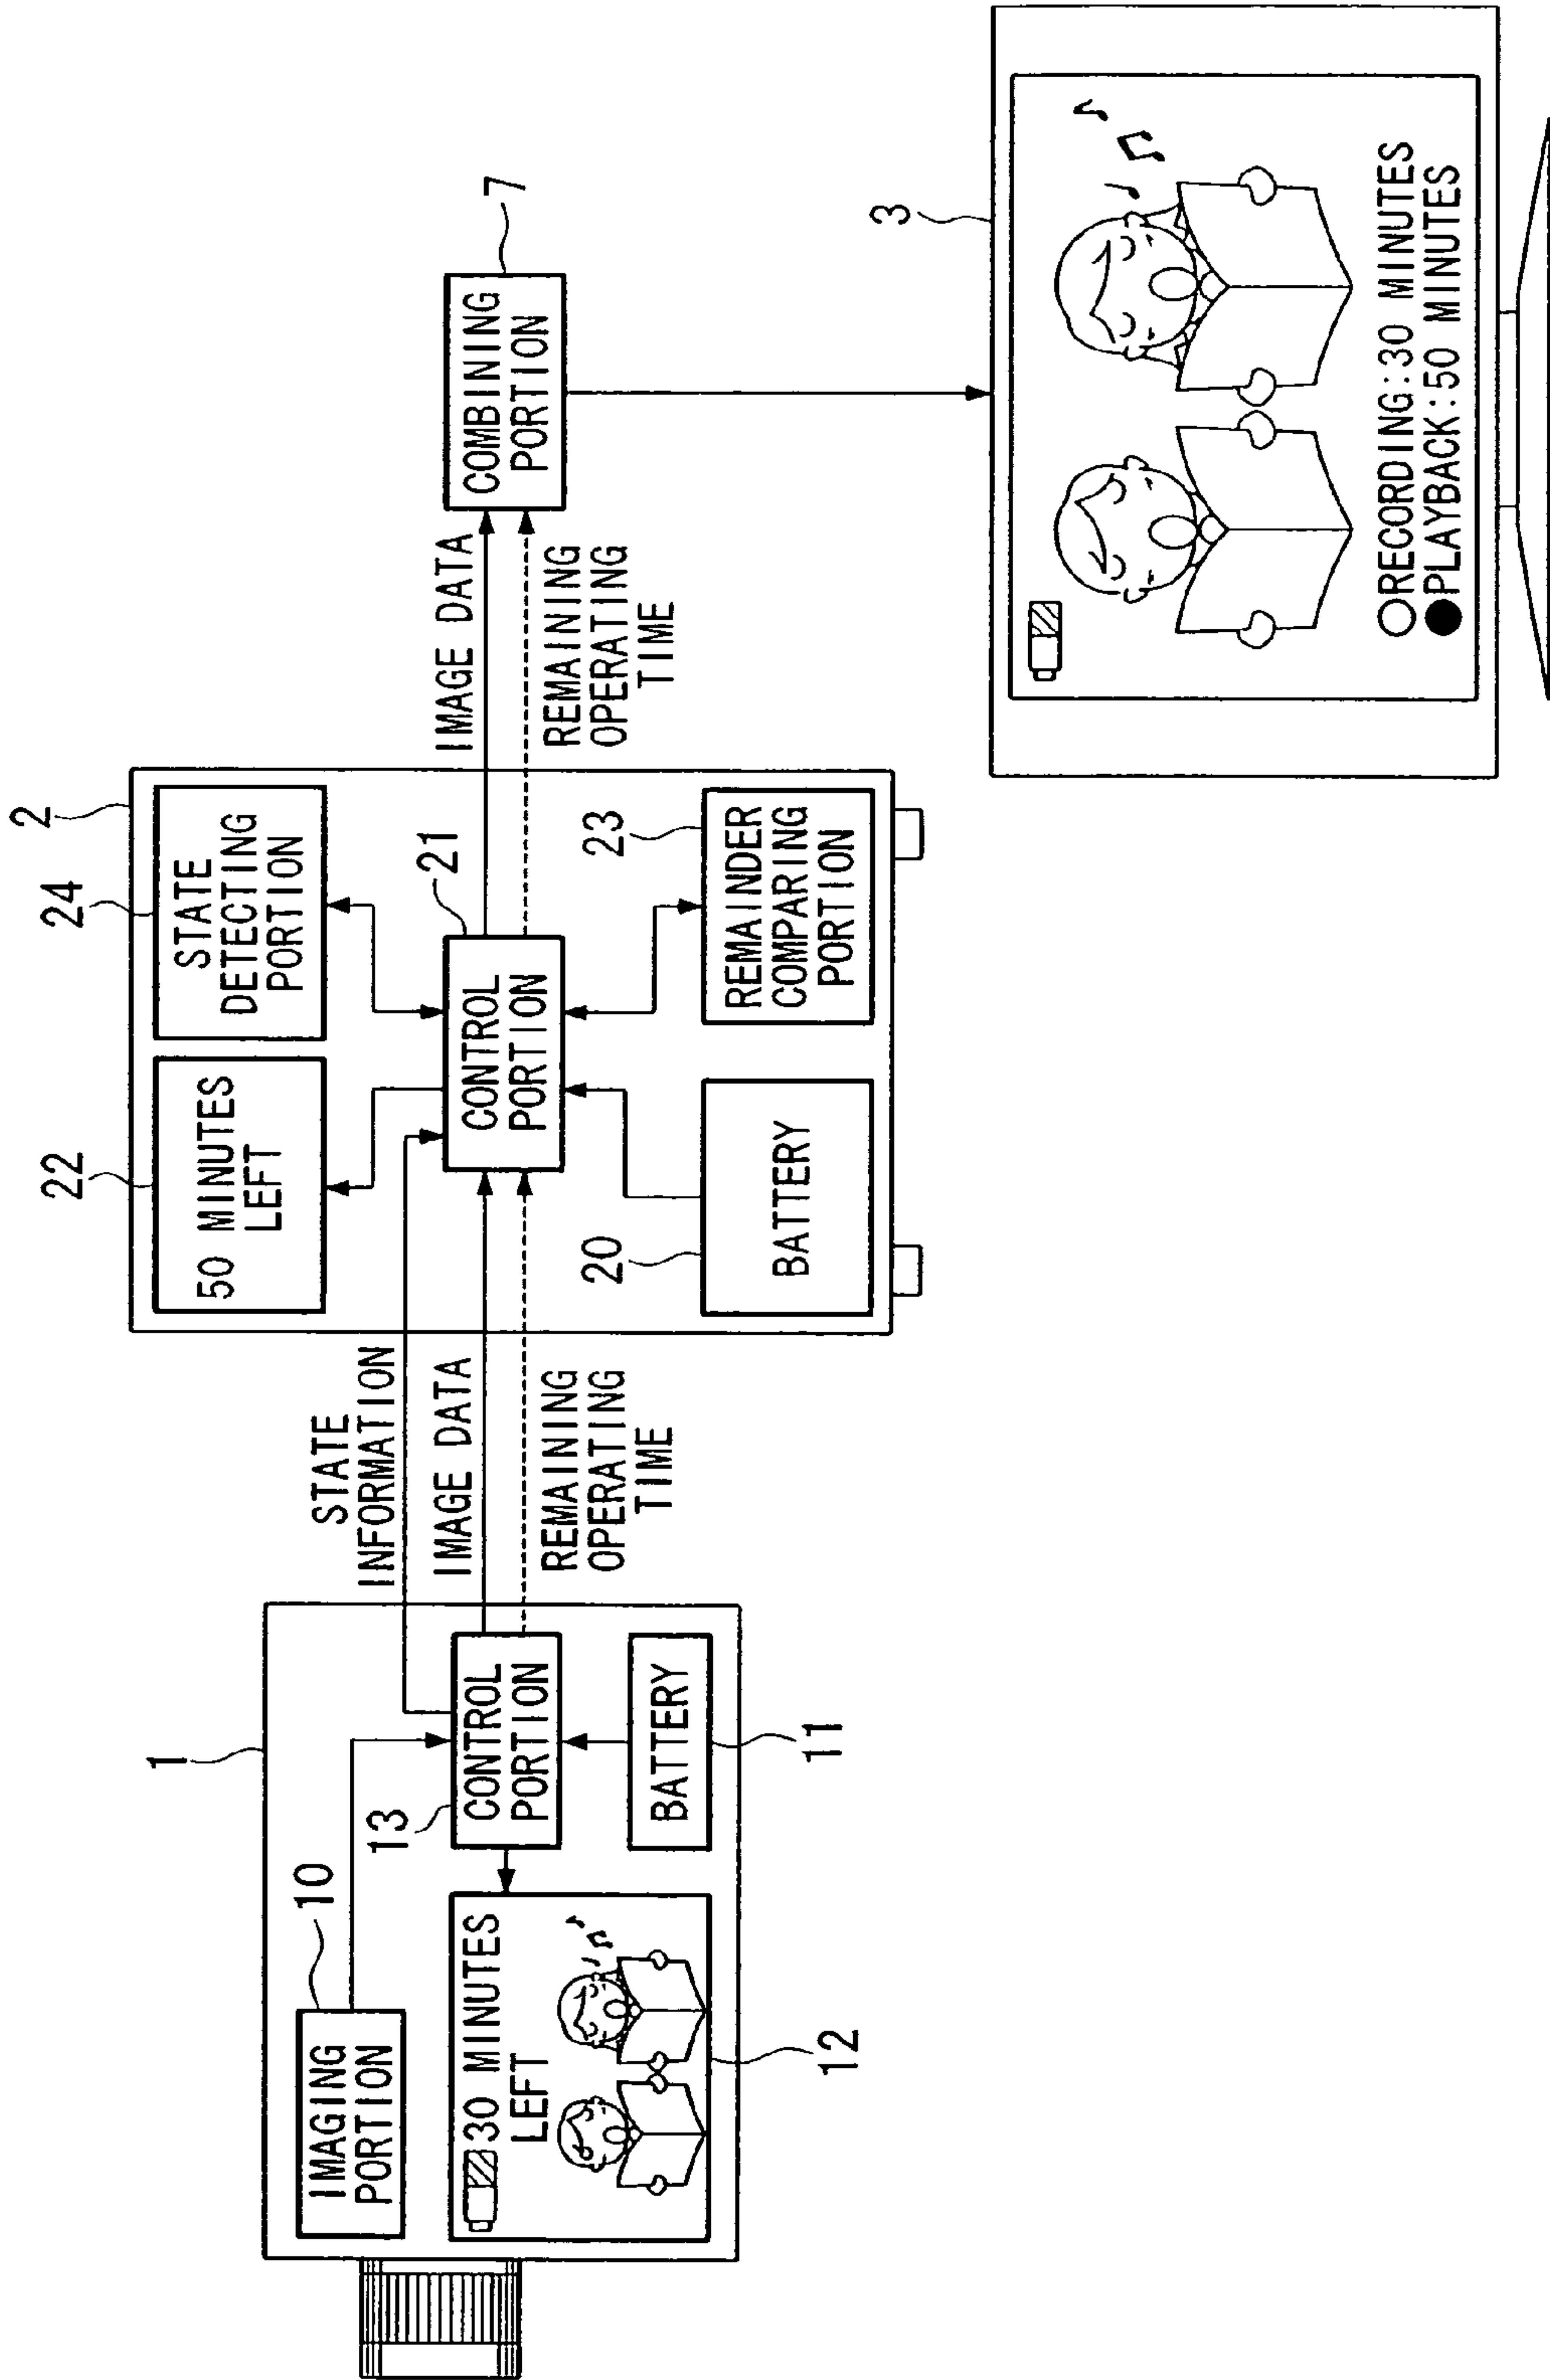 1
10
IMAGING
PORTION
30 MINUTES
LEFT
12
13
CONTROL
PORTION
BATTERY
11
STATE
INFORMATION
IMAGE DATA
REMAINING
OPERATING
TIME
2
22
50 MINUTES
LEFT
24
STATE
DETECTING
PORTION
21
CONTROL
PORTION
20
BATTERY
23
REMAINDER
COMPARING
PORTION
IMAGE DATA
REMAINING
OPERATING
TIME
7
COMBINING
PORTION
3
RECORDING:30 MINUTES
PLAYBACK:50 MINUTES